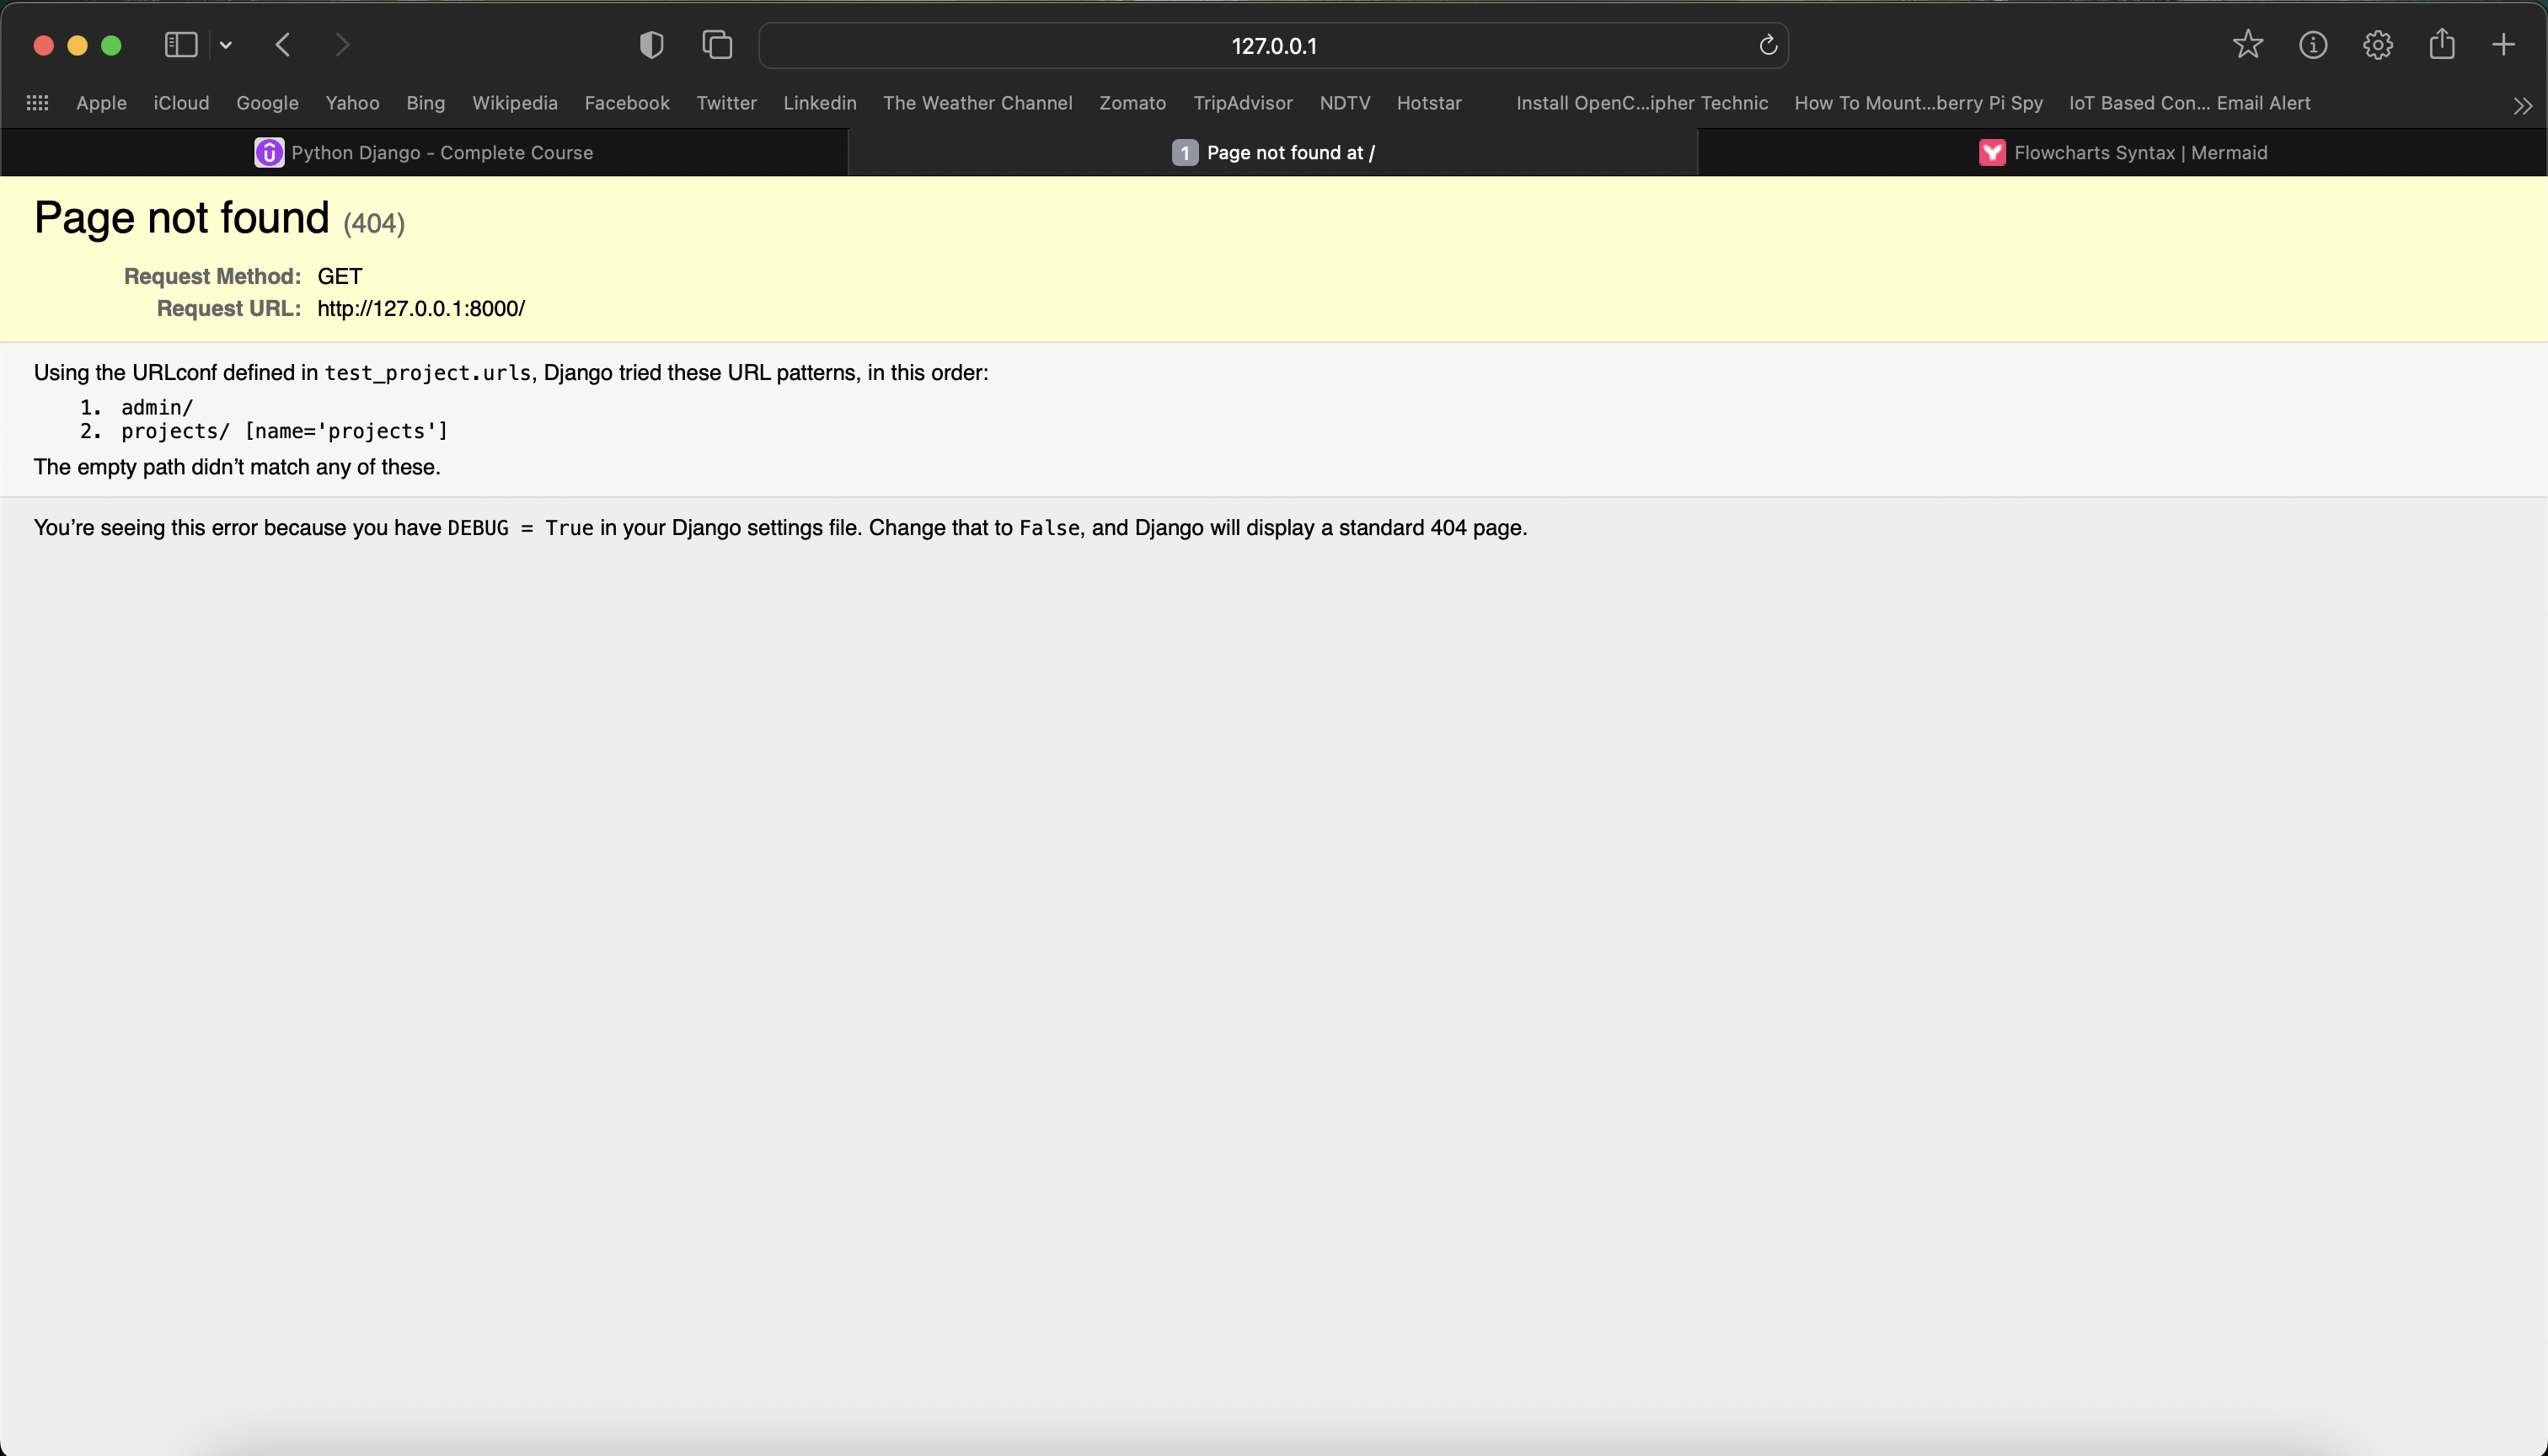 127.0.0.1
Apple iCloud Google Yahoo Bing Wikipedia Facebook Twitter Linkedin The Weather Channel Zomato TripAdvisor NDTV Hotstar Install OpenC...ipher Technic How To Mount...berry Pi Spy IoT Based Con... Email Alert
Python Django - Complete Course 1 Page not found at / Flowcharts Syntax | Mermaid
Page not found (404)
Request Method: GET
Request URL: http://127.0.0.1:8000/
Using the URLconf defined in test_project.urls, Django tried these URL patterns, in this order:
1. admin/
2. projects/ [name='projects']
The empty path didn’t match any of these.
You’re seeing this error because you have DEBUG = True in your Django settings file. Change that to False, and Django will display a standard 404 page.